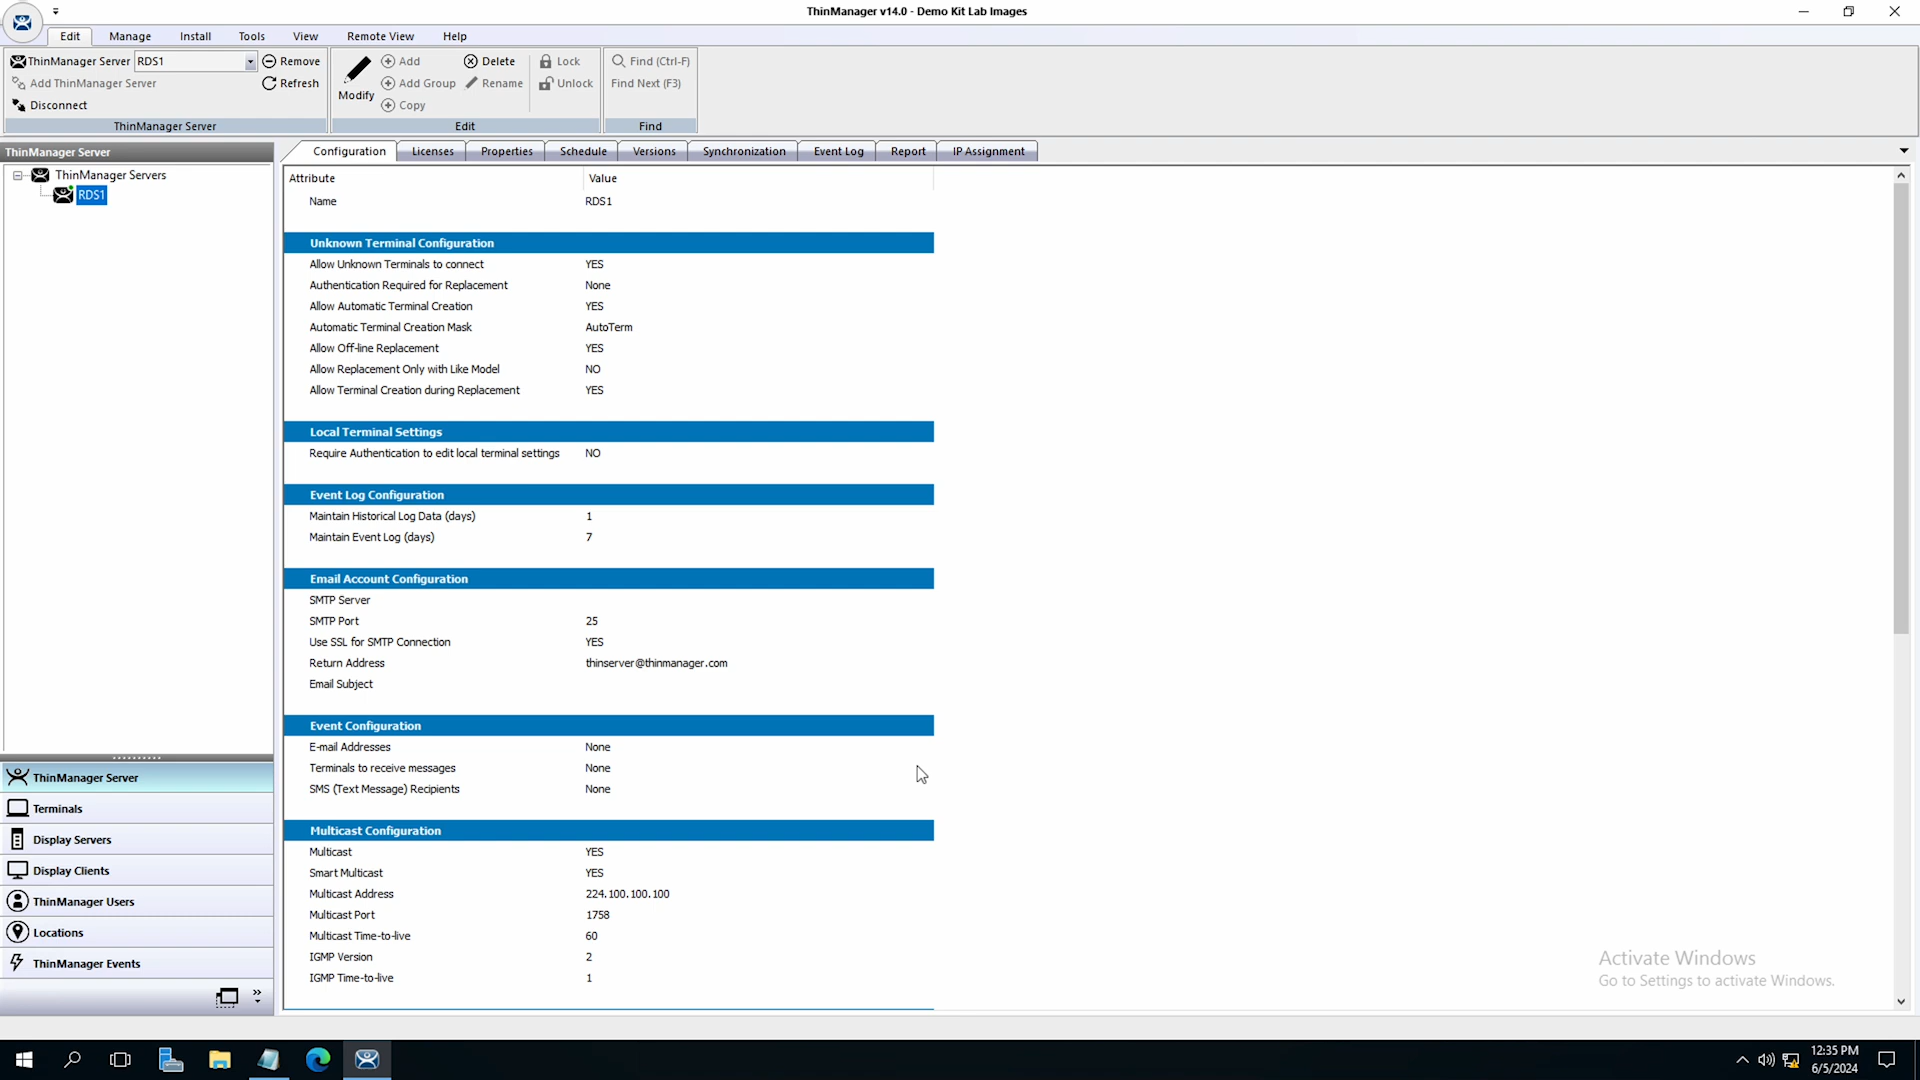 ThinManager v14.0 - Demo Kit Lab Images
Edit Manage Install Tools View Remote View Help
ThinManager Server RDS1 Remove
Add ThinManager Server Refresh
Disconnect
ThinManager Server
Modify
Add Delete Lock
Add Group Rename Unlock
Copy
Edit
Find (Ctrl-F)
Find Next (F3)
Find
ThinManager Server
ThinManager Servers
RDS1
ThinManager Server
Terminals
Display Servers
Display Clients
ThinManager Users
Locations
ThinManager Events
Configuration Licenses Properties Schedule Versions Synchronization Event Log Report IP Assignment
Attribute Value
Name RDS1
Unknown Terminal Configuration
Allow Unknown Terminals to connect YES
Authentication Required for Replacement None
Allow Automatic Terminal Creation YES
Automatic Terminal Creation Mask AutoTerm
Allow Off-line Replacement YES
Allow Replacement Only with Like Model NO
Allow Terminal Creation during Replacement YES
Local Terminal Settings
Require Authentication to edit local terminal settings NO
Event Log Configuration
Maintain Historical Log Data (days) 1
Maintain Event Log (days) 7
Email Account Configuration
SMTP Server
SMTP Port 25
Use SSL for SMTP Connection YES
Return Address thinserver@thinmanager.com
Email Subject
Event Configuration
E-mail Addresses None
Terminals to receive messages None
SMS (Text Message) Recipients None
Multicast Configuration
Multicast YES
Smart Multicast YES
Multicast Address 224.100.100.100
Multicast Port 1758
Multicast Time-to-live 60
IGMP Version 2
IGMP Time-to-live 1
Activate Windows
Go to Settings to activate Windows.
12:35 PM
6/5/2024